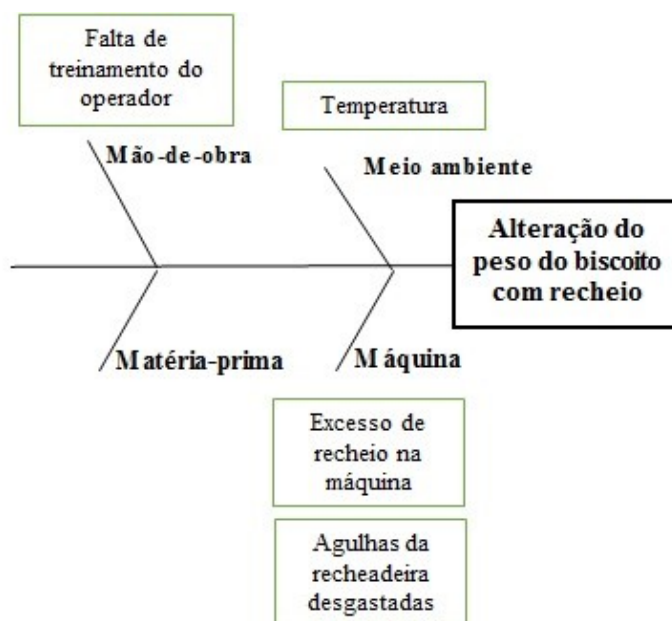 Falta de
treinamento do
operador
Temperatura
Mão-de-obra
Meio ambiente
Alteração do
peso do biscoito
com recheio
Matéria-prima
Máquina
Excesso de
recheio na
máquina
Agulhas da
recheadeira
desgastadas